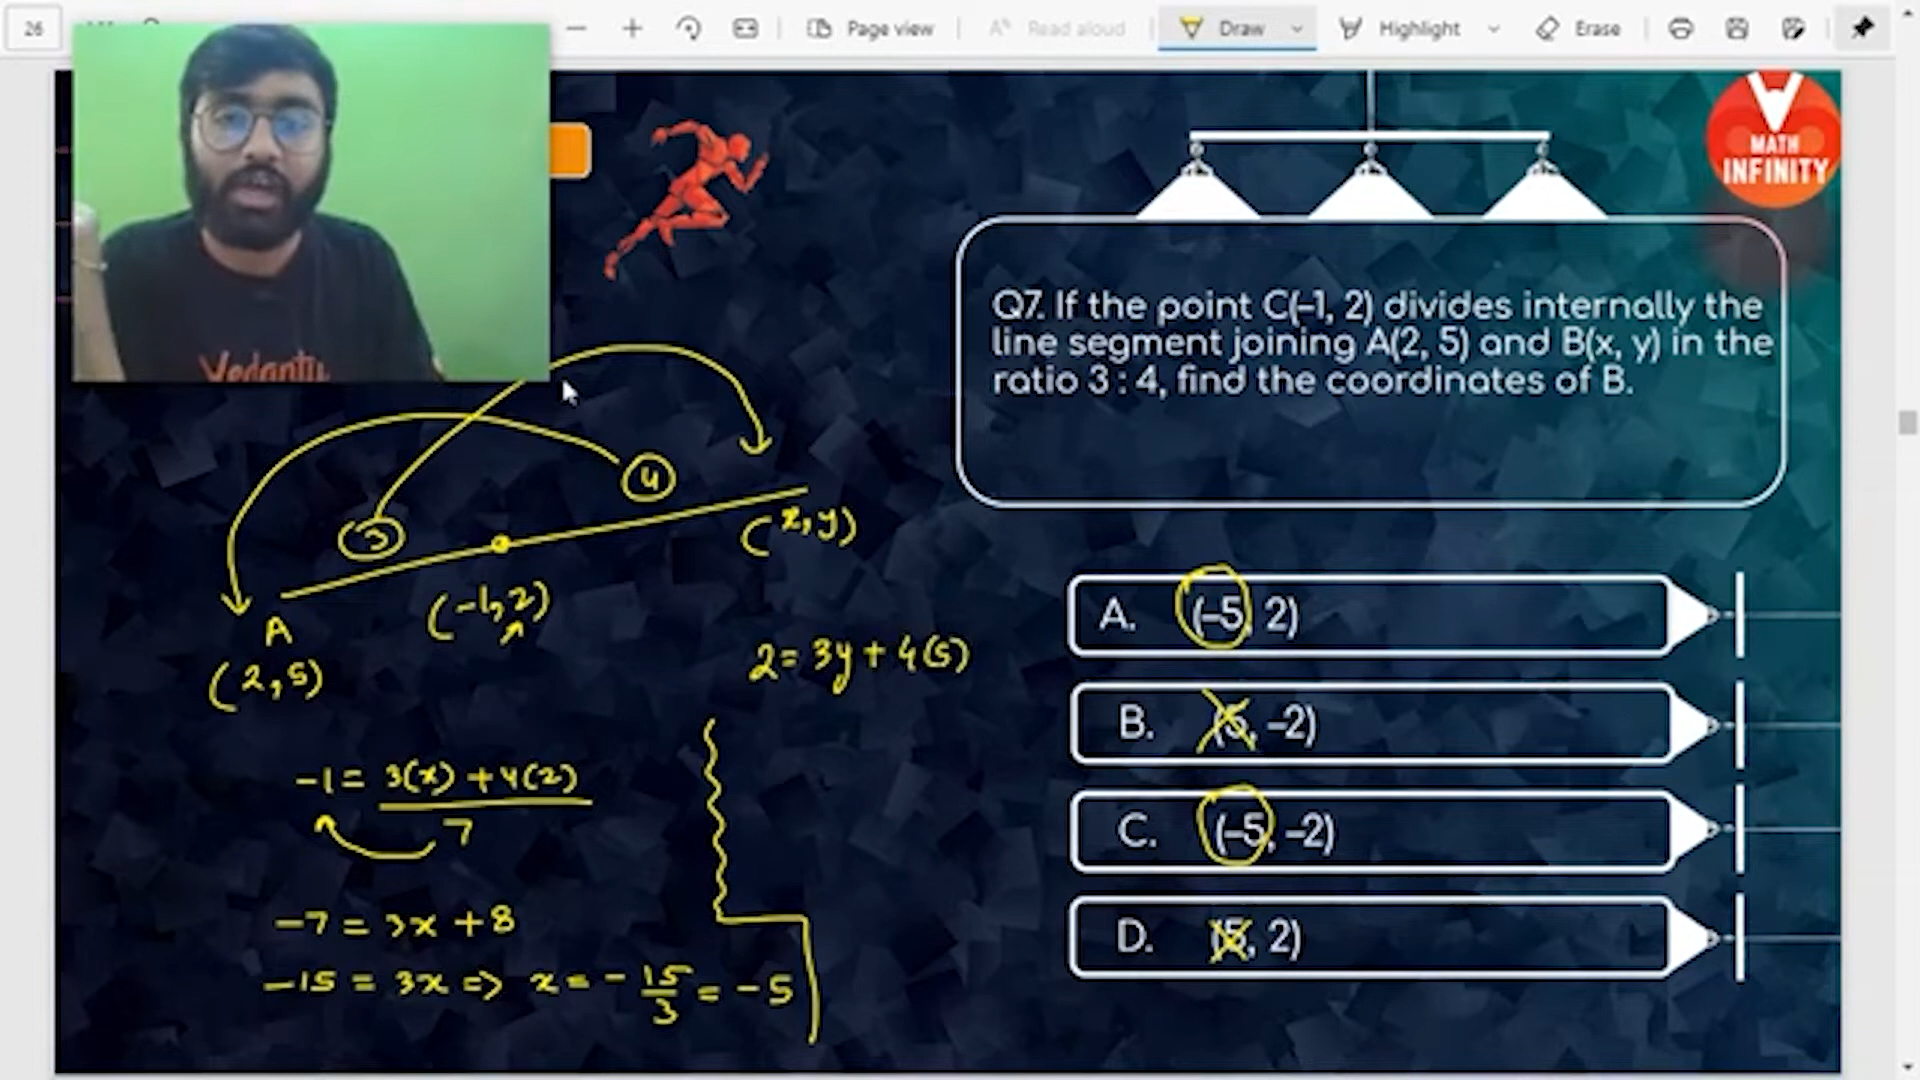 26
Page view
Read aloud
Draw
Highlight
Erase
MATH
INFINITY
Vedantu
Q7. If the point C(–1, 2) divides internally the
line segment joining A(2, 5) and B(x, y) in the
ratio 3 : 4, find the coordinates of B.
3
4
(x, y)
(-1, 2)
A
(2, 5)
2 = 3y + 4(5)
-1 = 3(x) + 4(2)
7
-7 = 3x + 8
-15 = 3x => x = - 15/3 = -5
A. (–5, 2)
B. (5, –2)
C. (–5, –2)
D. (5, 2)